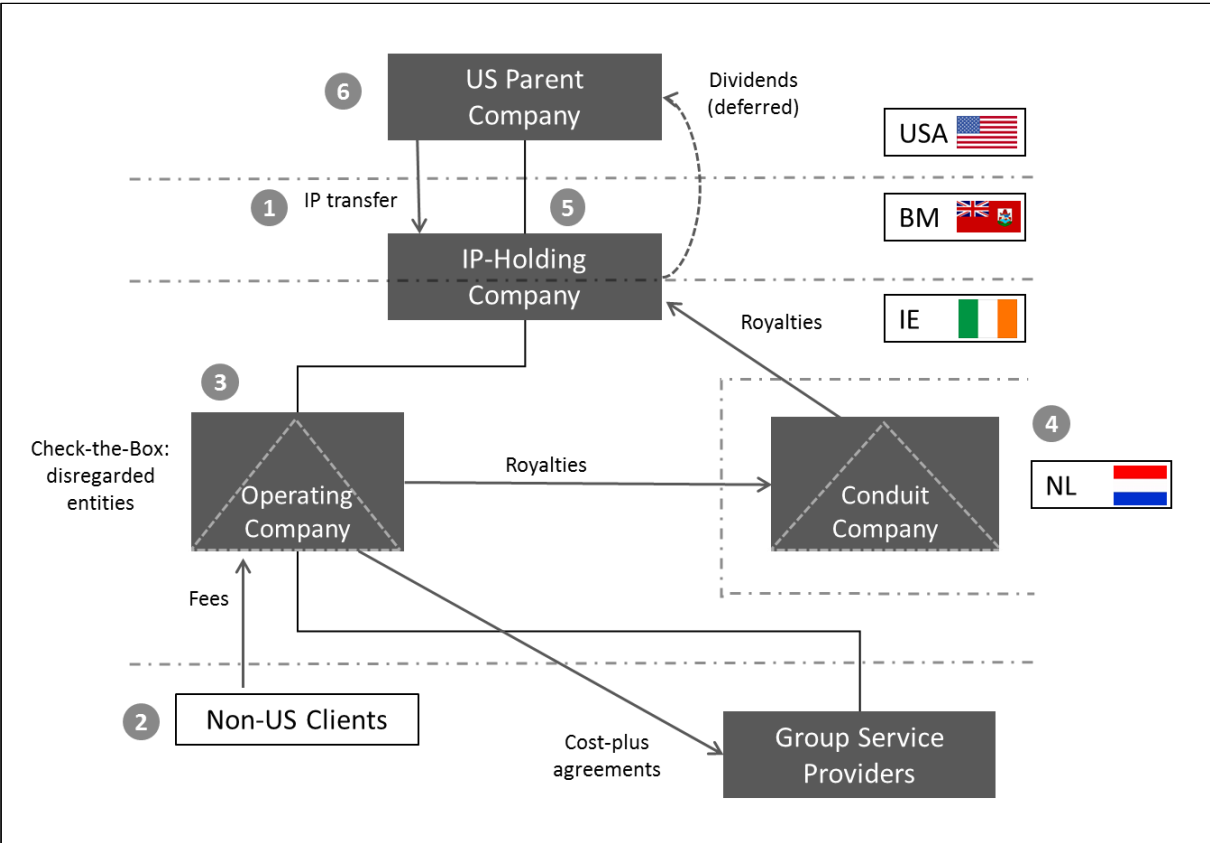 6
US Parent
Company
Dividends
(deferred)
USA
1
IP transfer
5
BM
IP-Holding
Company
IE
Royalties
3
4
Check-the-Box:
disregarded
entities
Operating
Company
Royalties
Conduit
Company
NL
Fees
2
Non-US Clients
Cost-plus
agreements
Group Service
Providers